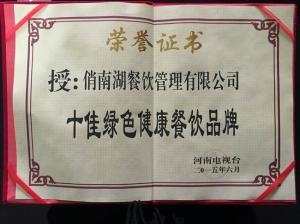 荣誉证书
授：俏南湖餐饮管理有限公司
十佳绿色健康餐饮品牌
河南电视台
二〇一五年六月